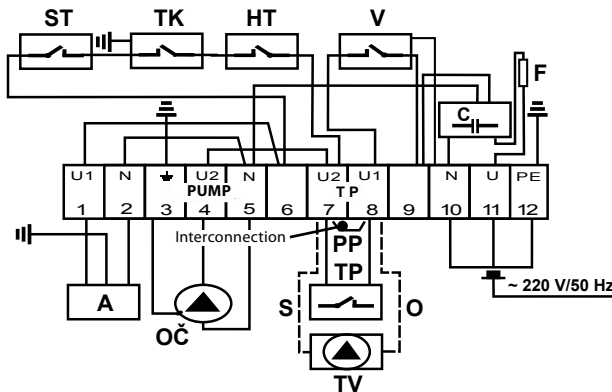 ST TK HT V
F
C
U1 N U2 N U2 U1 N U PE
PUMP T P
1 2 3 4 5 6 7 8 9 10 11 12
Interconnection PP
TP
~ 220 V/50 Hz
A S O
OČ
TV